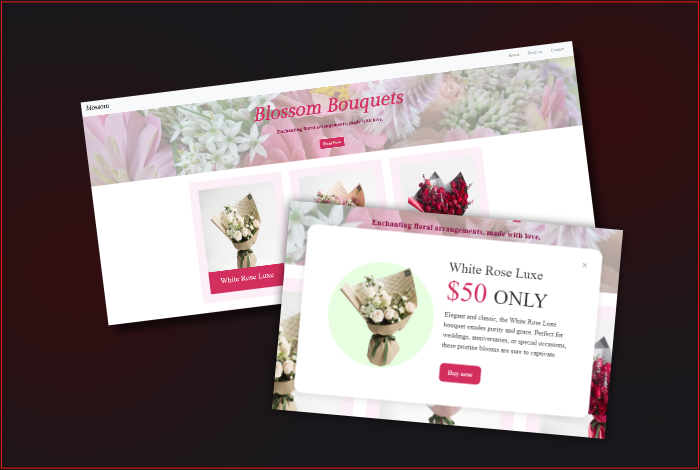 blossom
Home Products Contact
Blossom Bouquets
Enchanting floral arrangements, made with love.
Shop Now
White Rose Luxe
Enchanting floral arrangements, made with love.
×
White Rose Luxe
$50 ONLY
Elegant and classic, the White Rose Luxe
bouquet exudes purity and grace. Perfect for
weddings, anniversaries, or special occasions,
these pristine blooms are sure to captivate.
Buy now